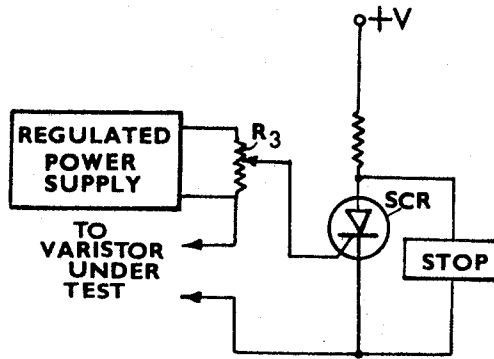 +V
REGULATED
POWER
SUPPLY
R3
SCR
TO
VARISTOR
UNDER
TEST
STOP